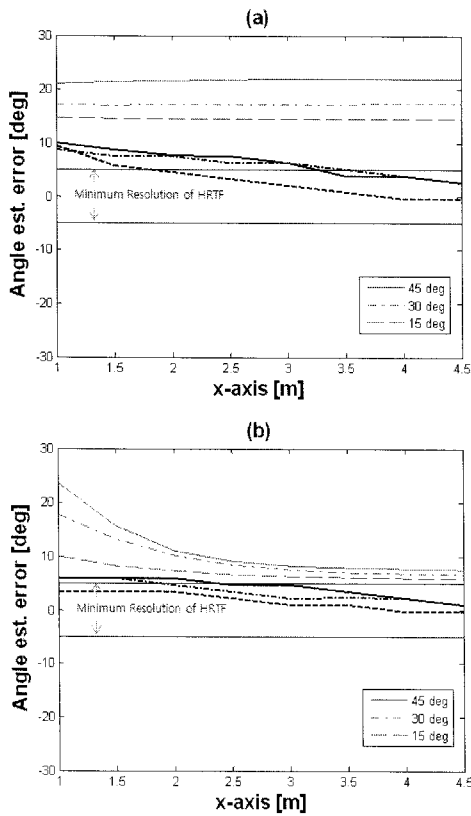 (a)
Angle est. error [deg]
30
20
10
0
-10
-20
-30
Minimum Resolution of HRTF
45 deg
30 deg
15 deg
1
1.5
2
2.5
3
3.5
4
4.5
x-axis [m]
(b)
Angle est. error [deg]
30
20
10
0
-10
-20
-30
Minimum Resolution of HRTF
45 deg
30 deg
15 deg
1
1.5
2
2.5
3
3.5
4
4.5
x-axis [m]